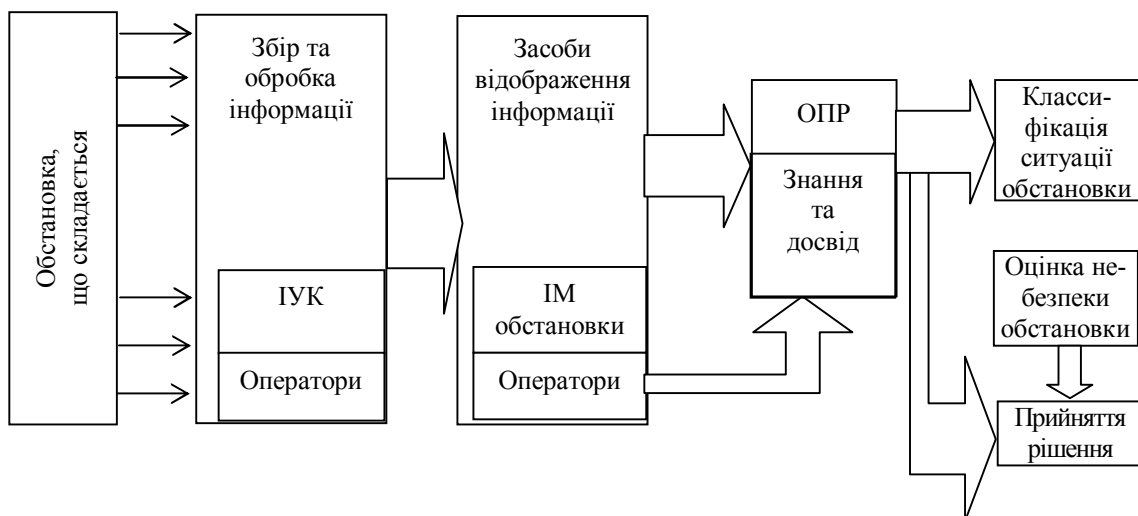 Обстановка,
що складається
Збір та
обробка
інформації
ІУК
Оператори
Засоби
відображення
інформації
ІМ
обстановки
Оператори
ОПР
Знання
та
досвід
Класси-
фікація
ситуації
обстановки
Оцінка не-
безпеки
обстановки
Прийняття
рішення